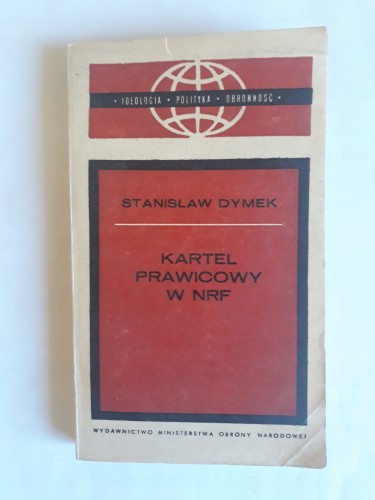 • IDEOLOGIA • POLITYKA • OBRONNOŚĆ •
STANISŁAW DYMEK
KARTEL
PRAWICOWY
W NRF
WYDAWNICTWO MINISTERSTWA OBRONY NARODOWEJ